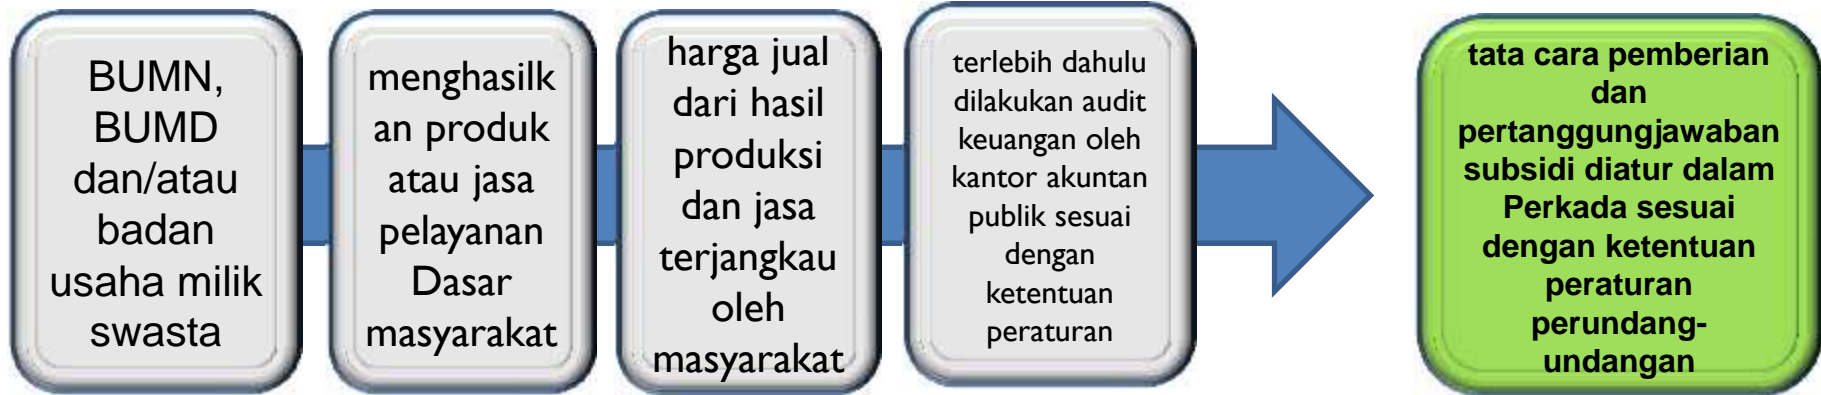 BUMN,
BUMD
dan/atau
badan
usaha milik
swasta
menghasilk
an produk
atau jasa
pelayanan
Dasar
masyarakat
harga jual
dari hasil
produksi
dan jasa
terjangkau
oleh
masyarakat
terlebih dahulu
dilakukan audit
keuangan oleh
kantor akuntan
publik sesuai
dengan
ketentuan
peraturan
tata cara pemberian
dan
pertanggungjawaban
subsidi diatur dalam
Perkada sesuai
dengan ketentuan
peraturan
perundang-
undangan